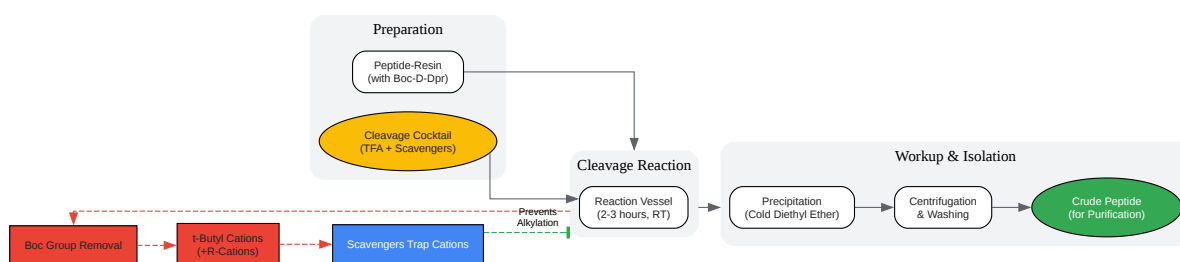 Preparation
Peptide-Resin
(with Boc-D-Dpr)
Cleavage Cocktail
(TFA + Scavengers)
Cleavage Reaction
Reaction Vessel
(2-3 hours, RT)
Workup & Isolation
Precipitation
(Cold Diethyl Ether)
Centrifugation
& Washing
Crude Peptide
(for Purification)
Prevents
Alkylation
Boc Group Removal
t-Butyl Cations
(+R-Cations)
Scavengers Trap Cations